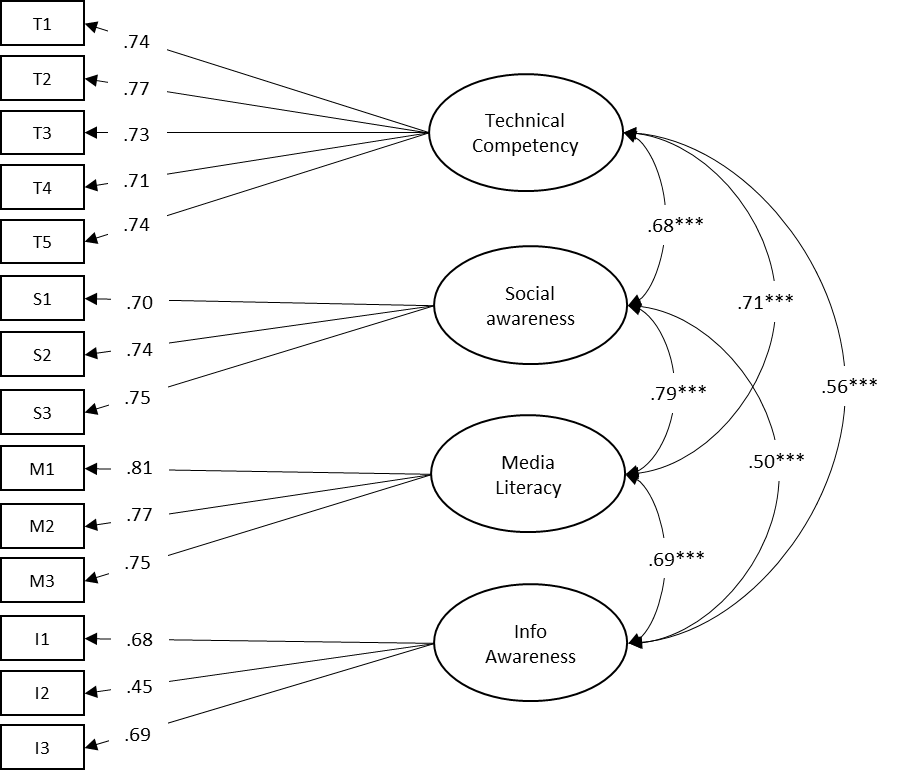 T1
.74
T2
.77
T3
.73
T4
.71
T5
.74
Technical
Competency
.68***
S1
.70
S2
.74
S3
.75
Social
awareness
.71***
.79***
.56***
M1
.81
M2
.77
M3
.75
Media
Literacy
.50***
.69***
I1
.68
I2
.45
I3
.69
Info
Awareness